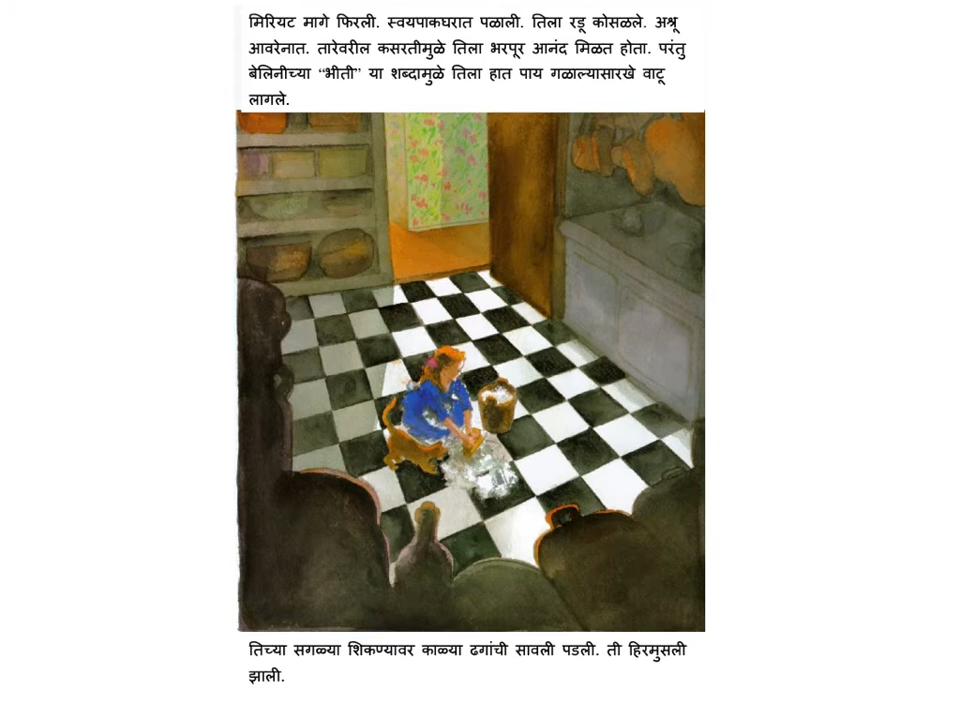 मिरियट मागे फिरली. स्वयपाकघरात पळाली. तिला रडू कोसळले. अश्रू
आवरेनात. तारेवरील कसरतीमुळे तिला भरपूर आनंद मिळत होता. परंतु
बेलिनीच्या “भीती” या शब्दामुळे तिला हात पाय गळाल्यासारखे वाटू
लागले.
तिच्या सगळ्या शिकण्यावर काळ्या ढगांची सावली पडली. ती हिरमुसली
झाली.